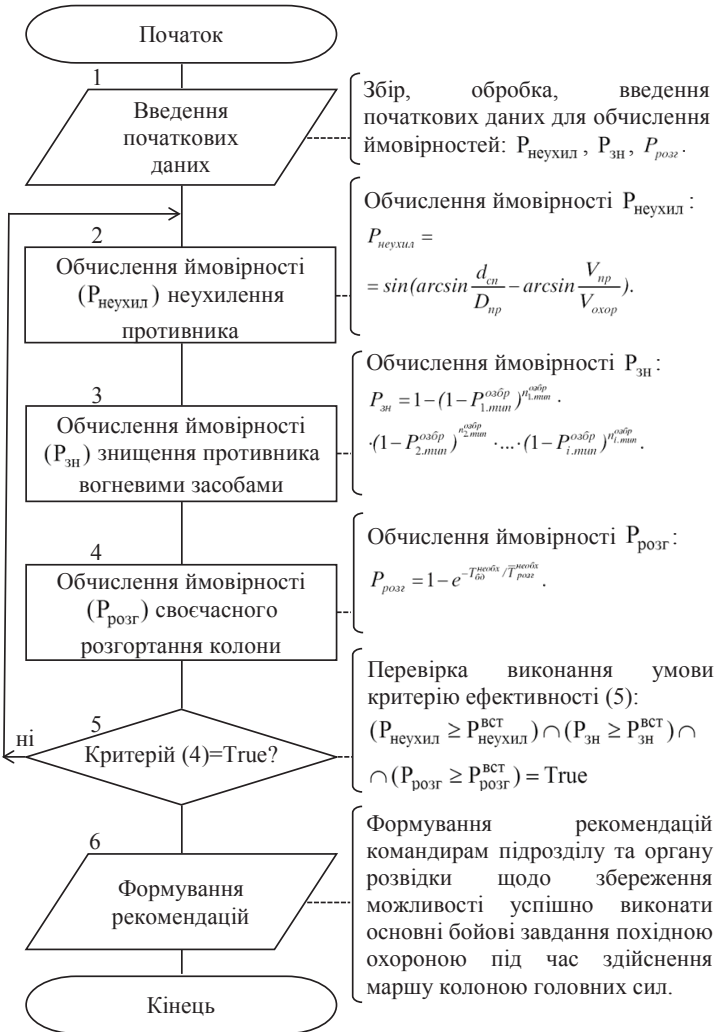 Початок
1
Введення
початкових
даних
Збір, обробка, введення
початкових даних для обчислення
ймовірностей: Pнеухил , Pзн , Pрозг .
2
Обчислення ймовірності
(Pнеухил) неухилення
противника
Обчислення ймовірності Pнеухил :
Pнеухил =
= sin(arcsin dсп/Dпр − arcsin Vпр/Vохор).
3
Обчислення ймовірності
(Pзн) знищення противника
вогневими засобами
Обчислення ймовірності Pзн :
Pзн = 1 − (1 − P1.тип^озбр)^n1.тип^озбр ·
·(1 − P2.тип^озбр)^n2.тип^озбр · ... · (1 − Pі.тип^озбр)^nі.тип^озбр .
4
Обчислення ймовірності
(Pрозг) своєчасного
розгортання колони
Обчислення ймовірності Pрозг :
Pрозг = 1 − e^−Tбд^необх / T̄розг^необх .
5
ні
Критерій (4)=True?
Перевірка виконання умови
критерію ефективності (5):
(Pнеухил ≥ Pнеухил^вст) ∩ (Pзн ≥ Pзн^вст) ∩
∩ (Pрозг ≥ Pрозг^вст) = True
6
Формування
рекомендацій
Формування рекомендацій
командирам підрозділу та органу
розвідки щодо збереження
можливості успішно виконати
основні бойові завдання похідною
охороною під час здійснення
маршу колоною головних сил.
Кінець